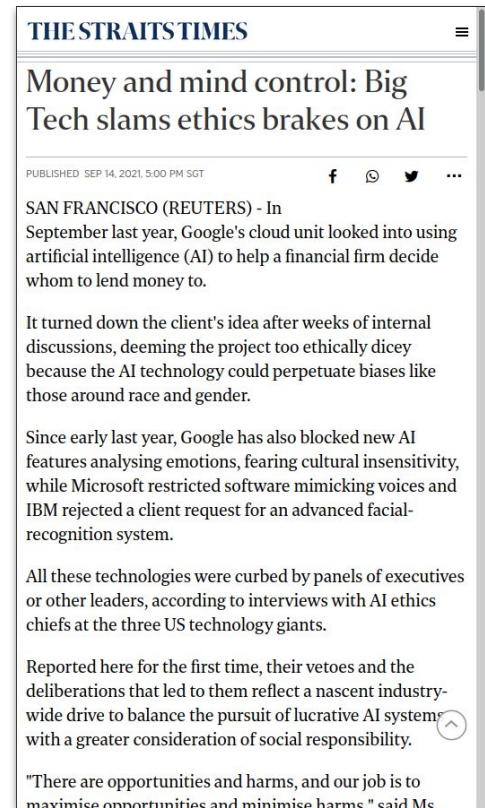 THE STRAITS TIMES
Money and mind control: Big
Tech slams ethics brakes on AI
PUBLISHED SEP 14, 2021, 5:00 PM SGT
SAN FRANCISCO (REUTERS) - In
September last year, Google's cloud unit looked into using
artificial intelligence (AI) to help a financial firm decide
whom to lend money to.
It turned down the client's idea after weeks of internal
discussions, deeming the project too ethically dicey
because the AI technology could perpetuate biases like
those around race and gender.
Since early last year, Google has also blocked new AI
features analysing emotions, fearing cultural insensitivity,
while Microsoft restricted software mimicking voices and
IBM rejected a client request for an advanced facial-
recognition system.
All these technologies were curbed by panels of executives
or other leaders, according to interviews with AI ethics
chiefs at the three US technology giants.
Reported here for the first time, their vetoes and the
deliberations that led to them reflect a nascent industry-
wide drive to balance the pursuit of lucrative AI systems
with a greater consideration of social responsibility.
"There are opportunities and harms, and our job is to
maximise opportunities and minimise harms," said Ms